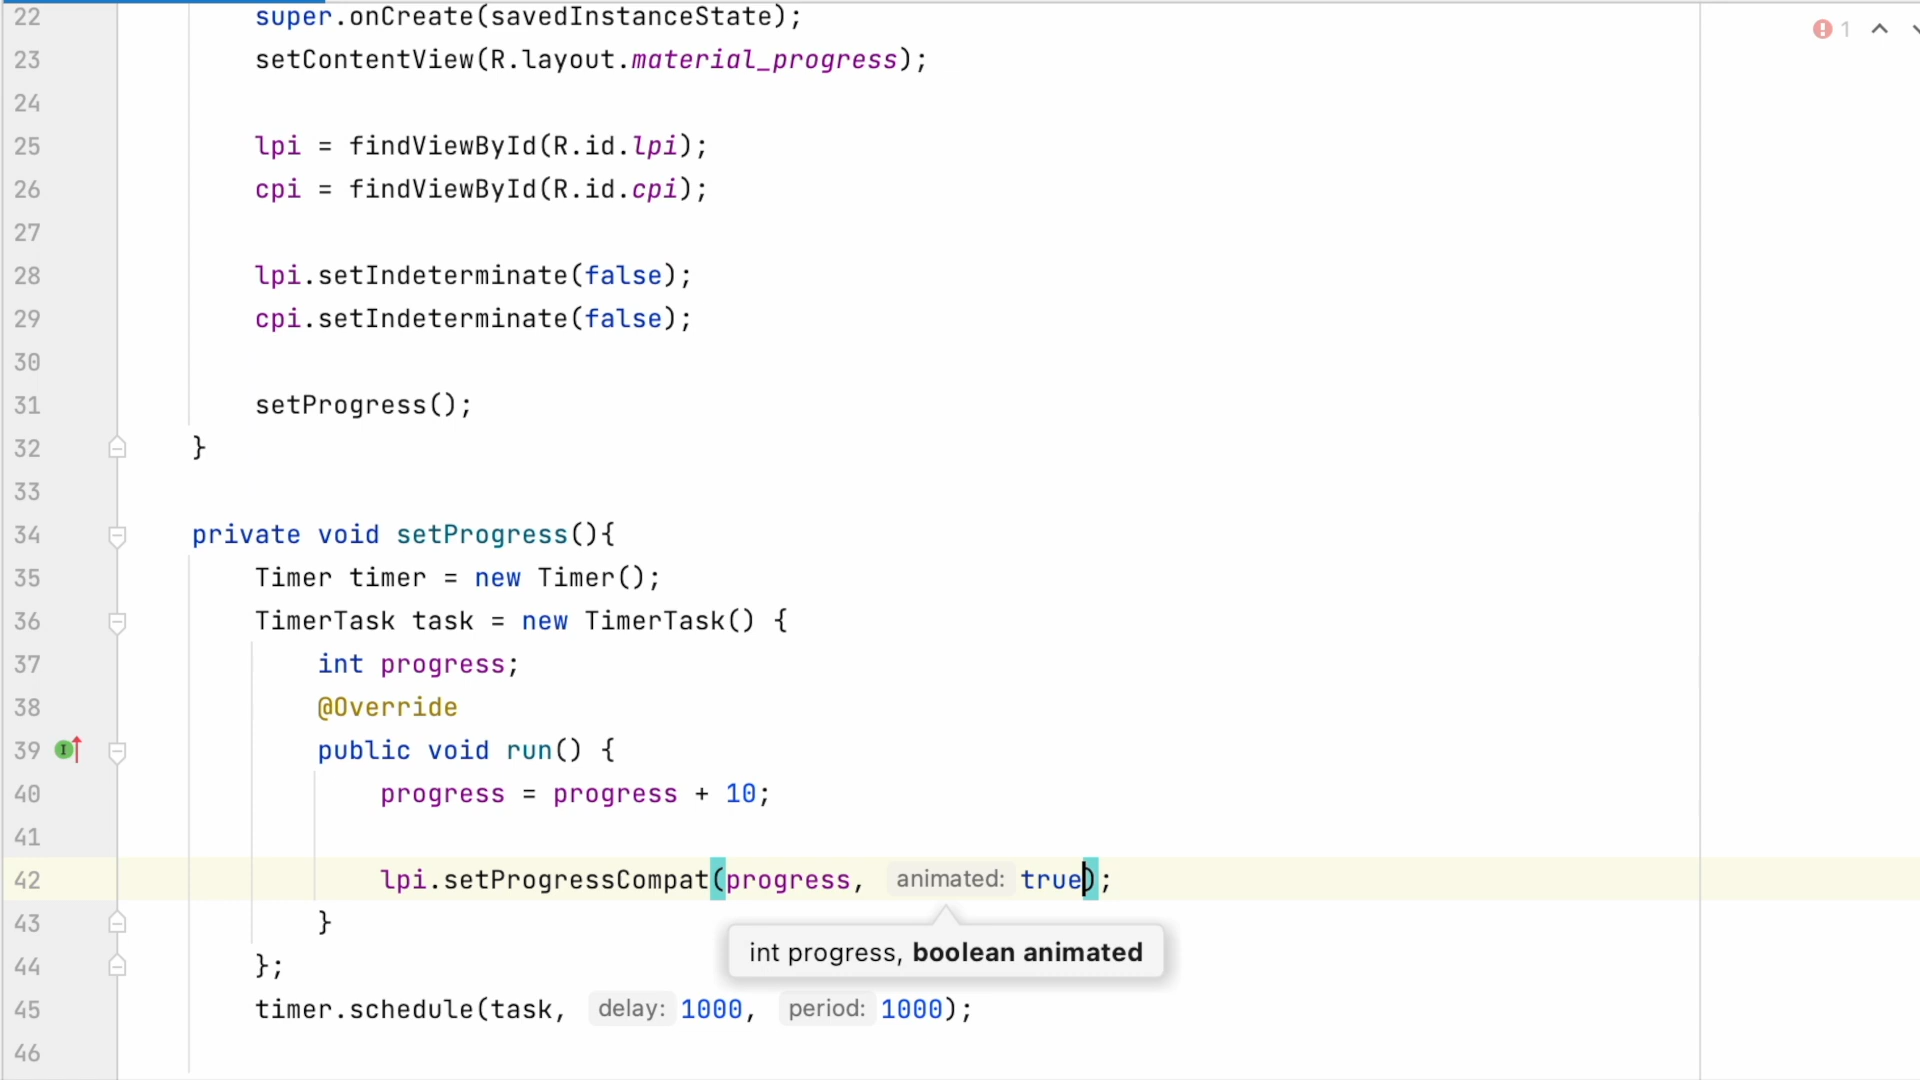 22 super.onCreate(savedInstanceState);
1
23 setContentView(R.layout.material_progress);
24
25 lpi = findViewById(R.id.lpi);
26 cpi = findViewById(R.id.cpi);
27
28 lpi.setIndeterminate(false);
29 cpi.setIndeterminate(false);
30
31 setProgress();
32 }
33
34 private void setProgress(){
35 Timer timer = new Timer();
36 TimerTask task = new TimerTask() {
37 int progress;
38 @Override
39 public void run() {
40 progress = progress + 10;
41
42 lpi.setProgressCompat(progress, animated: true);
43 }
int progress, boolean animated
44 };
45 timer.schedule(task, delay: 1000, period: 1000);
46